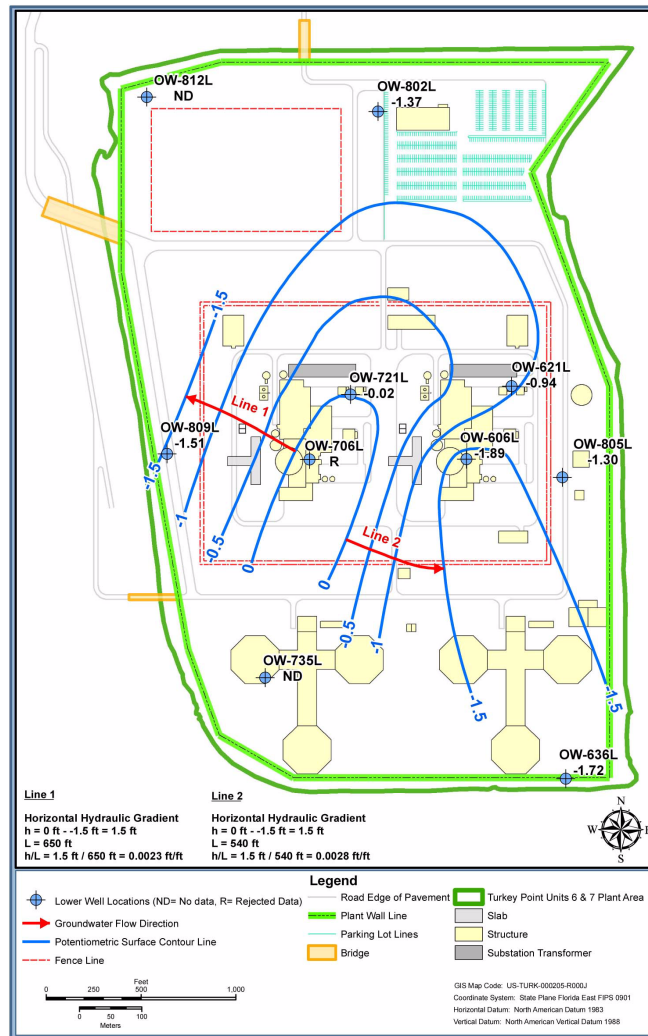 OW-812L
ND
OW-802L
-1.37
-1.5
OW-721L
-0.02
OW-621L
-0.94
Line 1
OW-809L
-1.51
OW-706L
R
OW-606L
-1.89
OW-805L
-1.30
-1.5
-1
-0.5
0
Line 2
0
-0.5
-1
OW-735L
ND
-1.5
-1.5
OW-636L
-1.72
Line 1
Horizontal Hydraulic Gradient
h = 0 ft - -1.5 ft = 1.5 ft
L = 650 ft
h/L = 1.5 ft / 650 ft = 0.0023 ft/ft
Line 2
Horizontal Hydraulic Gradient
h = 0 ft - -1.5 ft = 1.5 ft
L = 540 ft
h/L = 1.5 ft / 540 ft = 0.0028 ft/ft
N
W E
S
Legend
Lower Well Locations (ND= No data, R= Rejected Data)
Groundwater Flow Direction
Potentiometric Surface Contour Line
Fence Line
Road Edge of Pavement
Plant Wall Line
Parking Lot Lines
Bridge
Turkey Point Units 6 & 7 Plant Area
Slab
Structure
Substation Transformer
Feet
0 250 500 1,000
0 50 100
Meters
GIS Map Code: US-TURK-000205-R000J
Coordinate System: State Plane Florida East FIPS 0901
Horizontal Datum: North American Datum 1983
Vertical Datum: North American Vertical Datum 1988